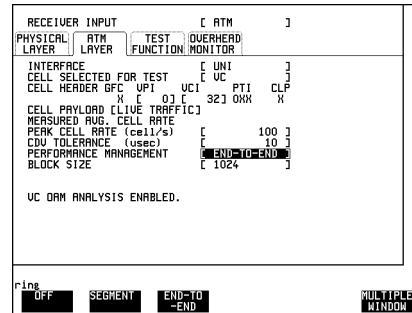 RECEIVER INPUT [ ATM ]
PHYSICAL LAYER ATM LAYER TEST FUNCTION OVERHEAD MONITOR
INTERFACE [ UNI ]
CELL SELECTED FOR TEST [ VC ]
CELL HEADER GFC VPI VCI PTI CLP
X [ 0] [ 32] 0XX X
CELL PAYLOAD [LIVE TRAFFIC]
MEASURED AVG. CELL RATE
PEAK CELL RATE (cell/s) [ 100 ]
CDV TOLERANCE (usec) [ 10 ]
PERFORMANCE MANAGEMENT [ END-TO-END ]
BLOCK SIZE [ 1024 ]
VC OAM ANALYSIS ENABLED.
ring
OFF SEGMENT END-TO -END MULTIPLE WINDOW